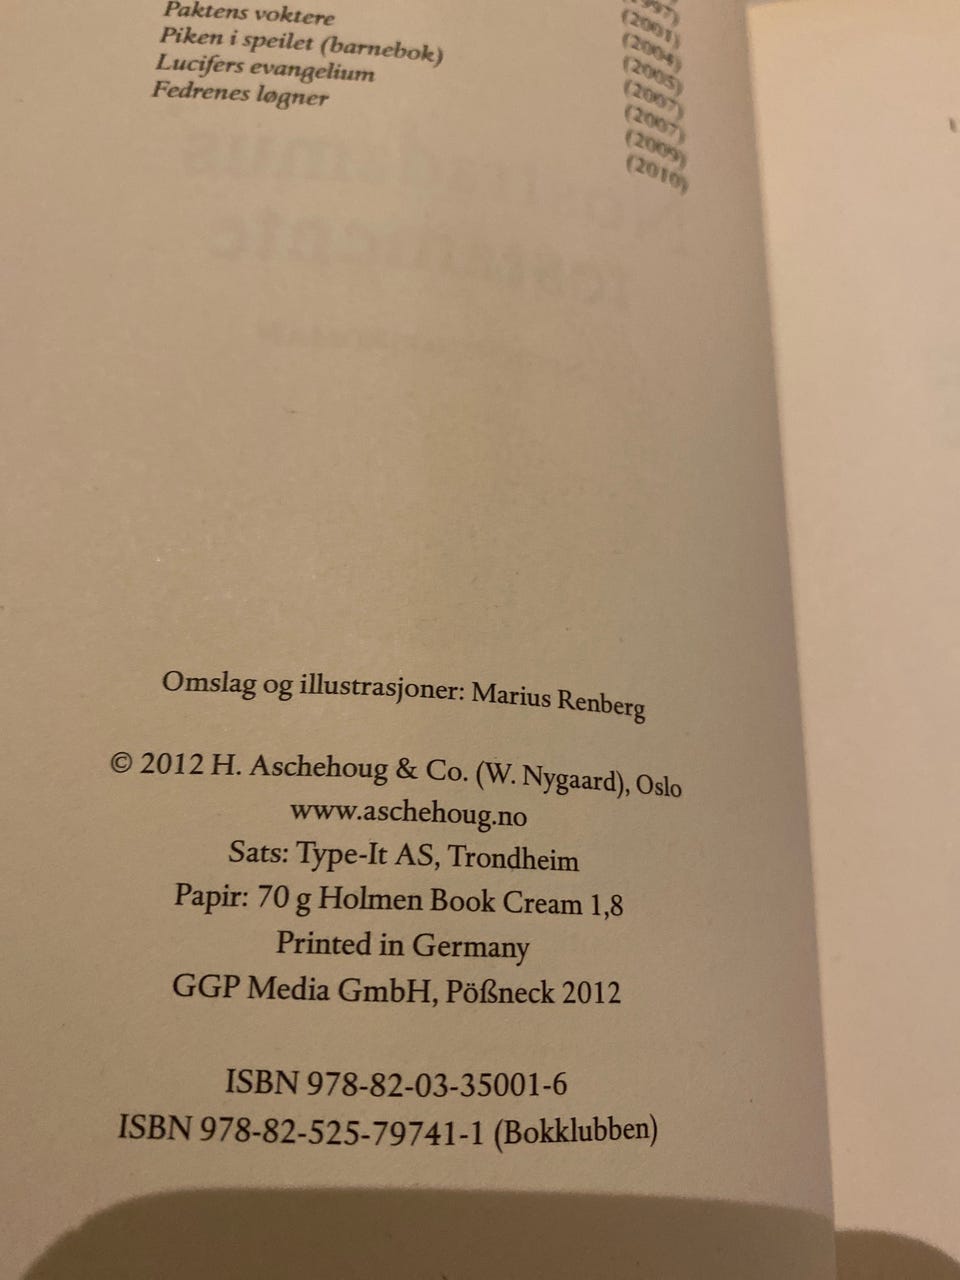 Paktens voktere
Piken i speilet (barnebok)
Lucifers evangelium
Fedrenes løgner
(1997)
(2001)
(2004)
(2005)
(2007)
(2007)
(2009)
(2010)
Omslag og illustrasjoner: Marius Renberg
© 2012 H. Aschehoug & Co. (W. Nygaard), Oslo
www.aschehoug.no
Sats: Type-It AS, Trondheim
Papir: 70 g Holmen Book Cream 1,8
Printed in Germany
GGP Media GmbH, Pößneck 2012
ISBN 978-82-03-35001-6
ISBN 978-82-525-79741-1 (Bokklubben)